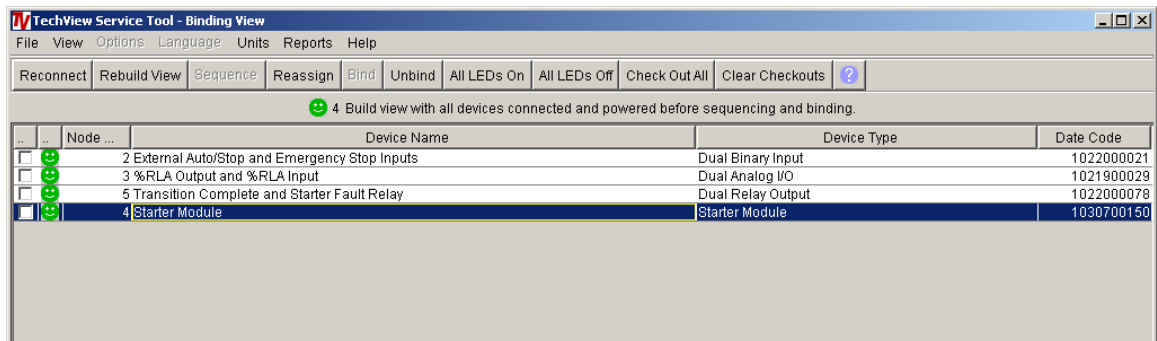 TV TechView Service Tool - Binding View
File View Options Language Units Reports Help
Reconnect Rebuild View Sequence Reassign Bind Unbind All LEDs On All LEDs Off Check Out All Clear Checkouts ?
4 Build view with all devices connected and powered before sequencing and binding.
.. .. Node ... Device Name Device Type Date Code
2 External Auto/Stop and Emergency Stop Inputs Dual Binary Input 1022000021
3 %RLA Output and %RLA Input Dual Analog I/O 1021900029
5 Transition Complete and Starter Fault Relay Dual Relay Output 1022000078
4 Starter Module Starter Module 1030700150